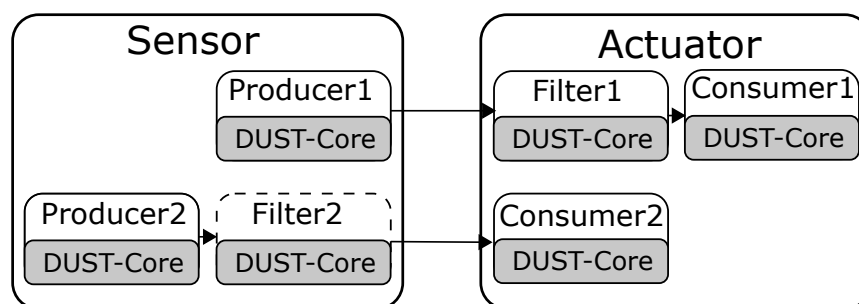 Sensor
Actuator
Producer1
DUST-Core
Filter1
DUST-Core
Consumer1
DUST-Core
Producer2
DUST-Core
Filter2
DUST-Core
Consumer2
DUST-Core